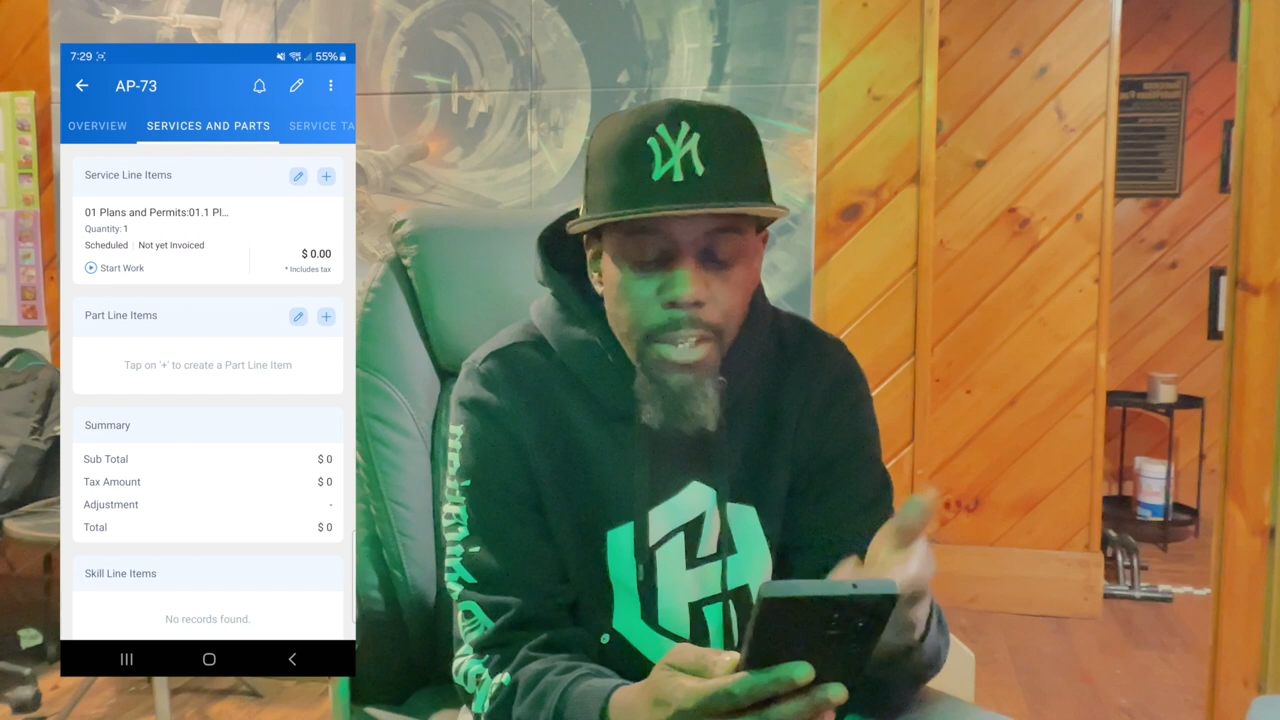 7:29
55%
AP-73
OVERVIEW
SERVICES AND PARTS
SERVICE TA
Service Line Items
01 Plans and Permits:01.1 Pl...
Quantity: 1
Scheduled
Not yet Invoiced
$ 0.00
* Includes tax
Start Work
Part Line Items
Tap on '+' to create a Part Line Item
Summary
Sub Total
$ 0
Tax Amount
$ 0
Adjustment
-
Total
$ 0
Skill Line Items
No records found.
NY